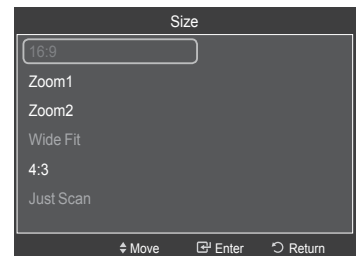 Size
16:9
Zoom1
Zoom2
Wide Fit
4:3
Just Scan
Move Enter Return